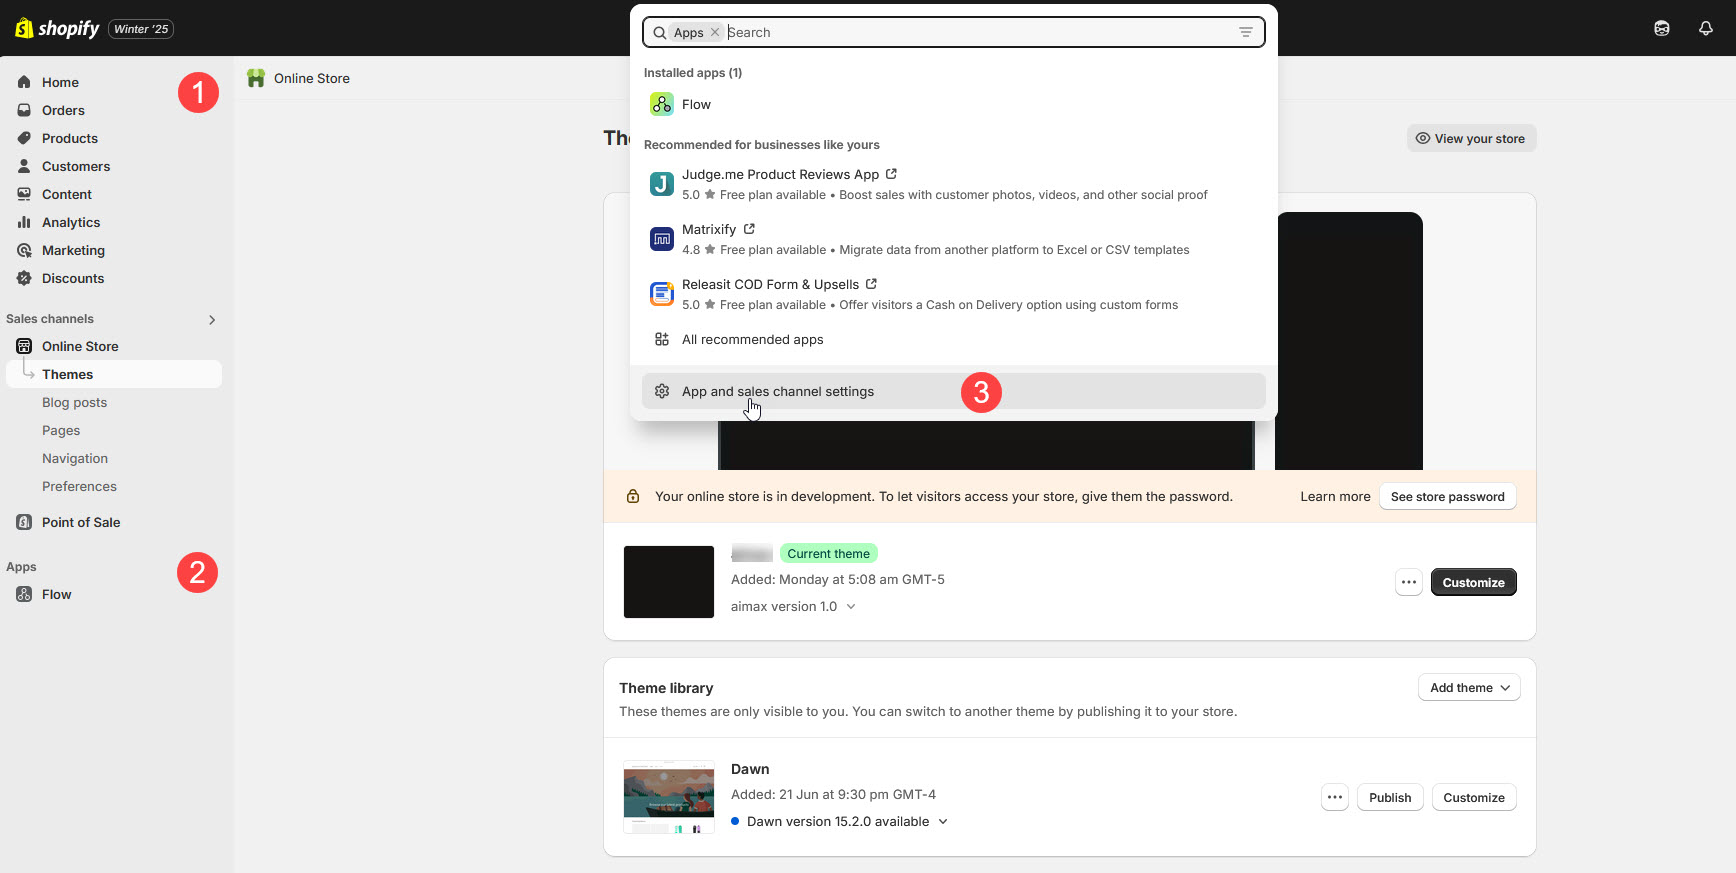 shopify Winter '25
Apps Search
Home
1
Orders
Products
Customers
Content
Analytics
Marketing
Discounts
Sales channels
Online Store
Themes
Blog posts
Pages
Navigation
Preferences
Point of Sale
Apps
2
Flow
Online Store
View your store
Installed apps (1)
Flow
Recommended for businesses like yours
Judge.me Product Reviews App
5.0 ★ Free plan available • Boost sales with customer photos, videos, and other social proof
Matrixify
4.8 ★ Free plan available • Migrate data from another platform to Excel or CSV templates
Releasit COD Form & Upsells
5.0 ★ Free plan available • Offer visitors a Cash on Delivery option using custom forms
All recommended apps
App and sales channel settings
3
Your online store is in development. To let visitors access your store, give them the password. Learn more See store password
Current theme
Added: Monday at 5:08 am GMT-5
Customize
aimax version 1.0
Theme library
Add theme
These themes are only visible to you. You can switch to another theme by publishing it to your store.
Dawn
Added: 21 Jun at 9:30 pm GMT-4
Publish Customize
Dawn version 15.2.0 available